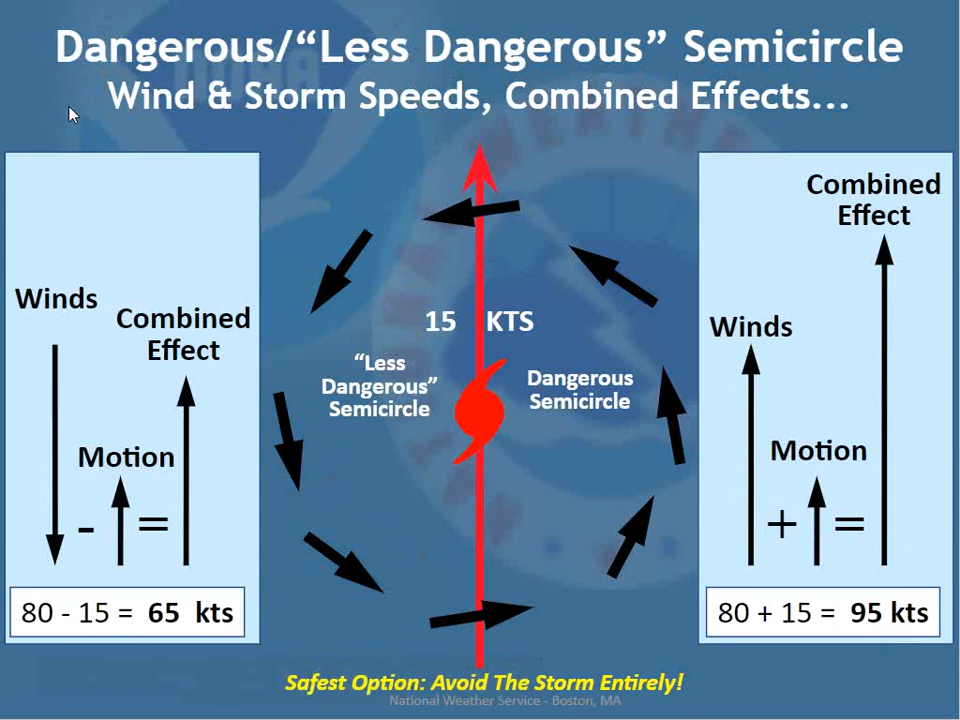 Dangerous/“Less Dangerous” Semicircle
Wind & Storm Speeds, Combined Effects...
Winds
Combined
Effect
Motion
- =
80 - 15 = 65 kts
15 KTS
“Less
Dangerous”
Semicircle
Dangerous
Semicircle
Combined
Effect
Winds
Motion
+ =
80 + 15 = 95 kts
Safest Option: Avoid The Storm Entirely!
National Weather Service - Boston, MA